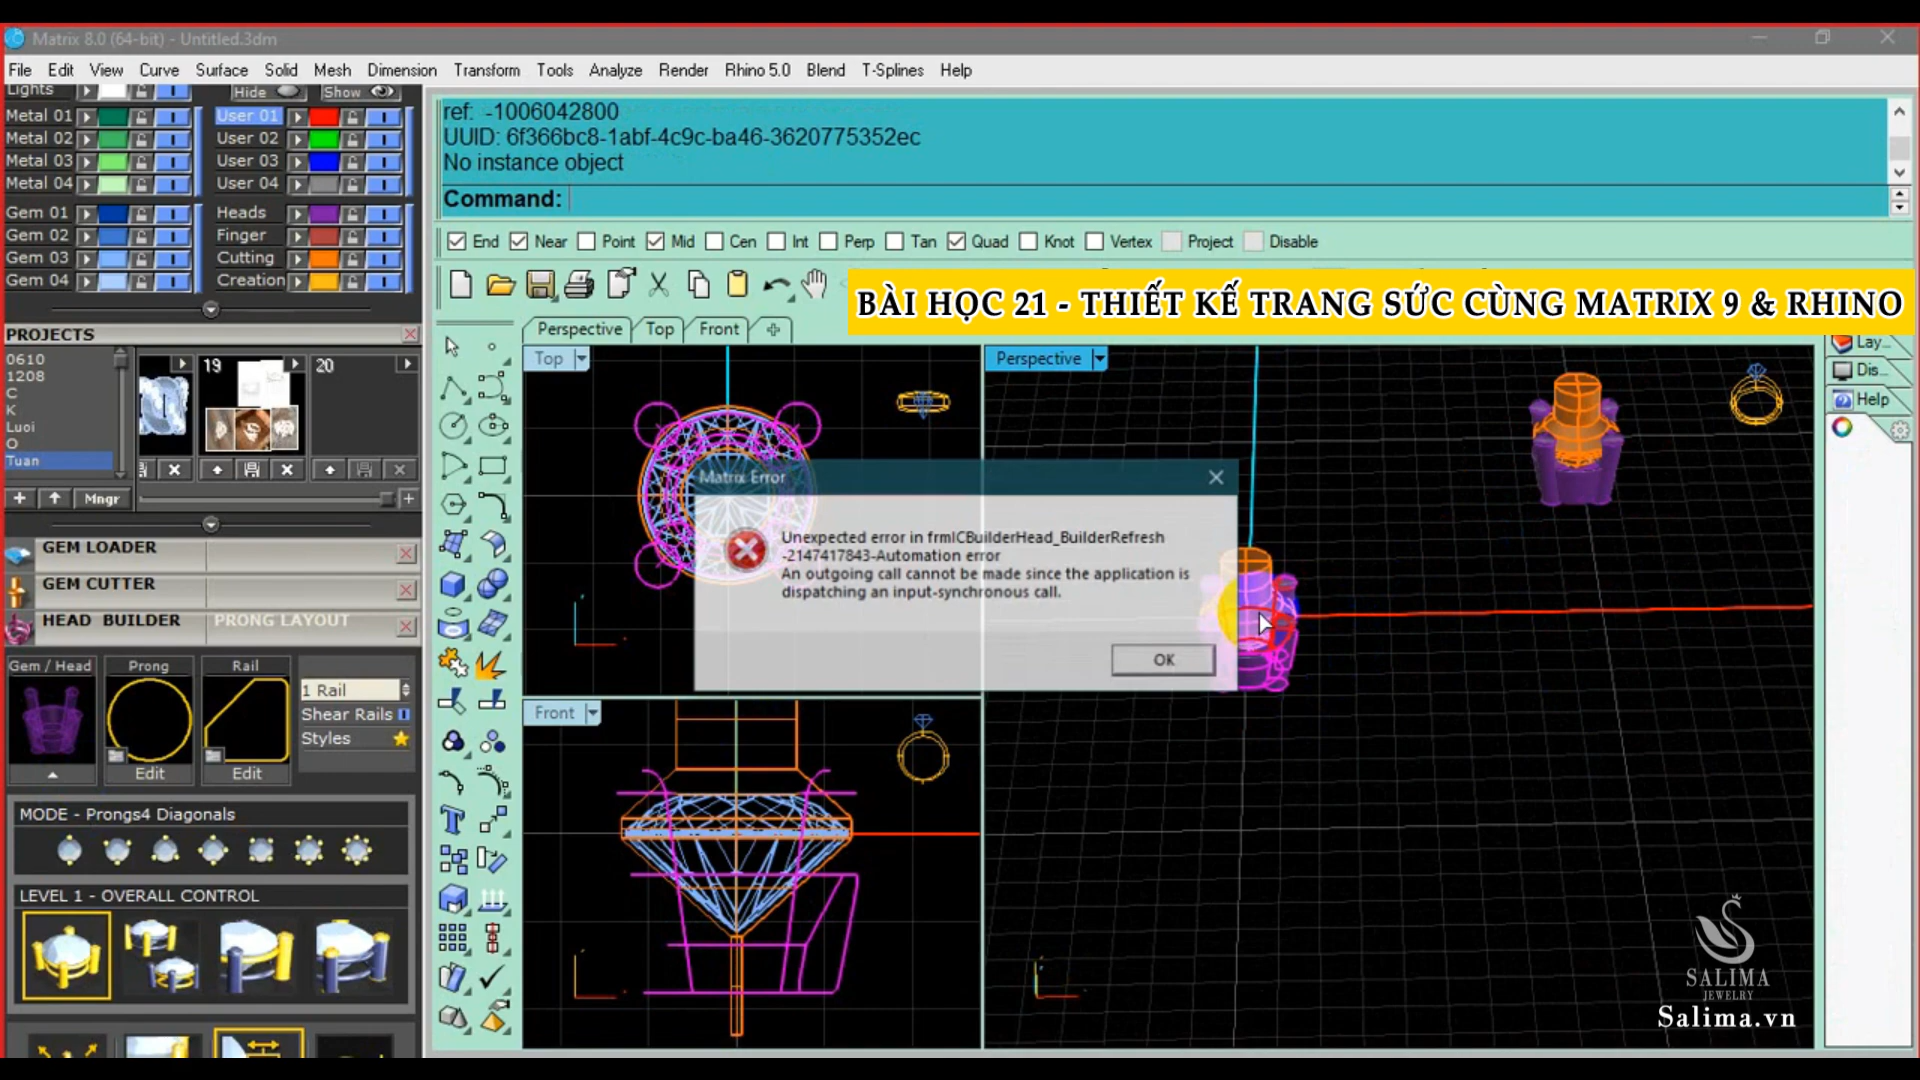 Matrix 8.0 (64-bit) - Untitled.3dm
File Edit View Curve Surface Solid Mesh Dimension Transform Tools Analyze Render Rhino 5.0 Blend T-Splines Help
Lights Hide Show
Metal 01 User 01
Metal 02 User 02
Metal 03 User 03
Metal 04 User 04
Gem 01 Heads
Gem 02 Finger
Gem 03 Cutting
Gem 04 Creation
ref: -1006042800
UUID: 6f366bc8-1abf-4c9c-ba46-3620775352ec
No instance object
Command:
End Near Point Mid Cen Int Perp Tan Quad Knot Vertex Project Disable
BÀI HỌC 21 - THIẾT KẾ TRANG SỨC CÙNG MATRIX 9 & RHINO
Perspective Top Front
PROJECTS
0610
1208
C
K
Luoi
O
Tuan
19
20
Mngr
GEM LOADER
GEM CUTTER
HEAD BUILDER PRONG LAYOUT
Gem / Head Prong Rail
1 Rail
Shear Rails
Styles
Edit Edit
MODE - Prongs4 Diagonals
LEVEL 1 - OVERALL CONTROL
Top
Perspective
Front
Lay...
Dis...
Help
Matrix Error
Unexpected error in frmICBuilderHead_BuilderRefresh
-2147417843-Automation error
An outgoing call cannot be made since the application is
dispatching an input-synchronous call.
OK
SALIMA
JEWELRY
Salima.vn